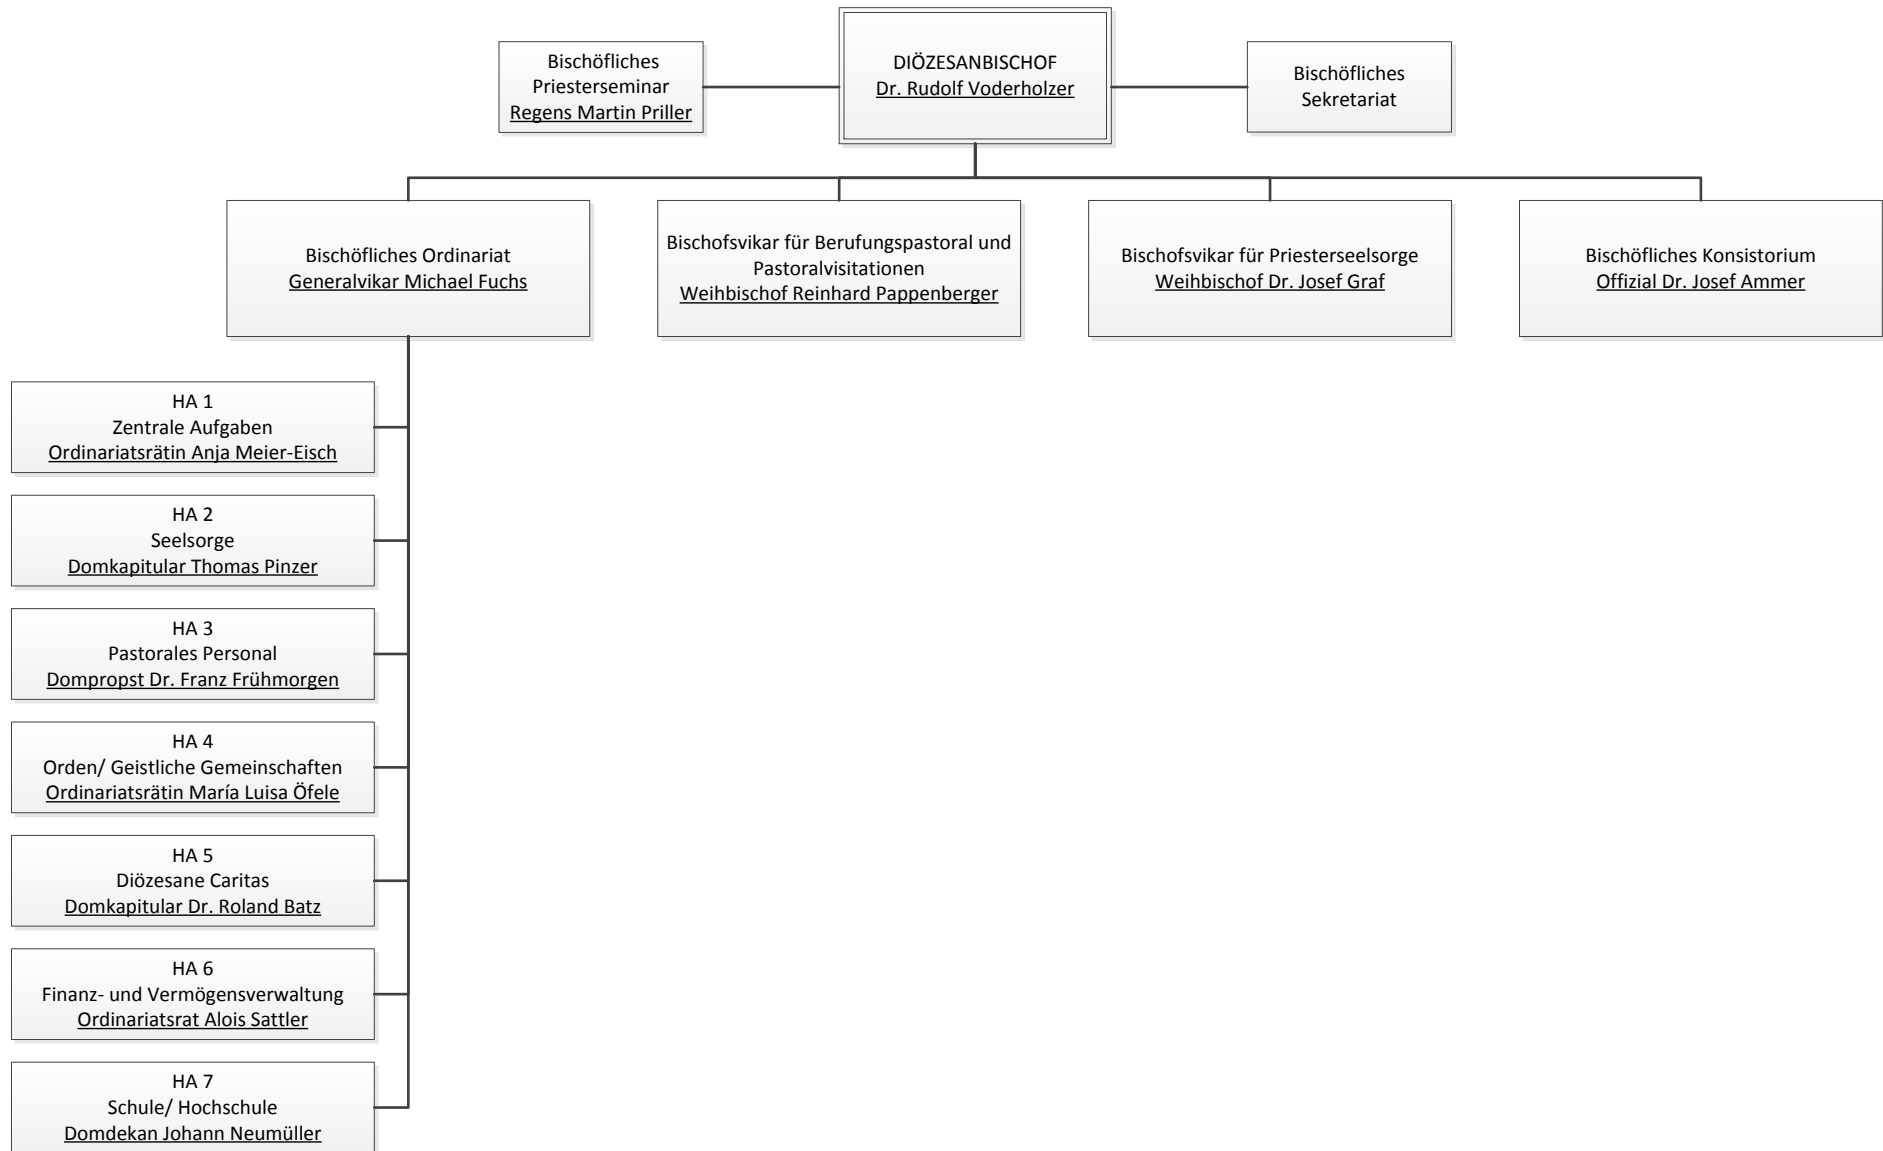 Bischöfliches
Priesterseminar
Regens Martin Priller
DIÖZESANBISCHOF
Dr. Rudolf Voderholzer
Bischöfliches
Sekretariat
Bischöfliches Ordinariat
Generalvikar Michael Fuchs
Bischofsvikar für Berufungspastoral und
Pastoralvisitationen
Weihbischof Reinhard Pappenberger
Bischofsvikar für Priesterseelsorge
Weihbischof Dr. Josef Graf
Bischöfliches Konsistorium
Offizial Dr. Josef Ammer
HA 1
Zentrale Aufgaben
Ordinariatsrätin Anja Meier-Eisch
HA 2
Seelsorge
Domkapitular Thomas Pinzer
HA 3
Pastorales Personal
Dompropst Dr. Franz Frühmorgen
HA 4
Orden/ Geistliche Gemeinschaften
Ordinariatsrätin María Luisa Öfele
HA 5
Diözesane Caritas
Domkapitular Dr. Roland Batz
HA 6
Finanz- und Vermögensverwaltung
Ordinariatsrat Alois Sattler
HA 7
Schule/ Hochschule
Domdekan Johann Neumüller